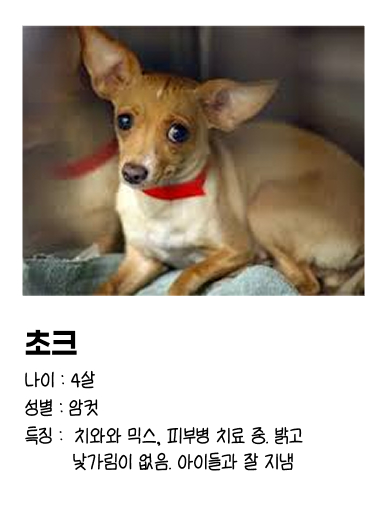 초크
나이 : 4살
성별 : 암컷
특징 : 치와와 믹스, 피부병 치료 중. 밝고
낯가림이 없음. 아이들과 잘 지냄